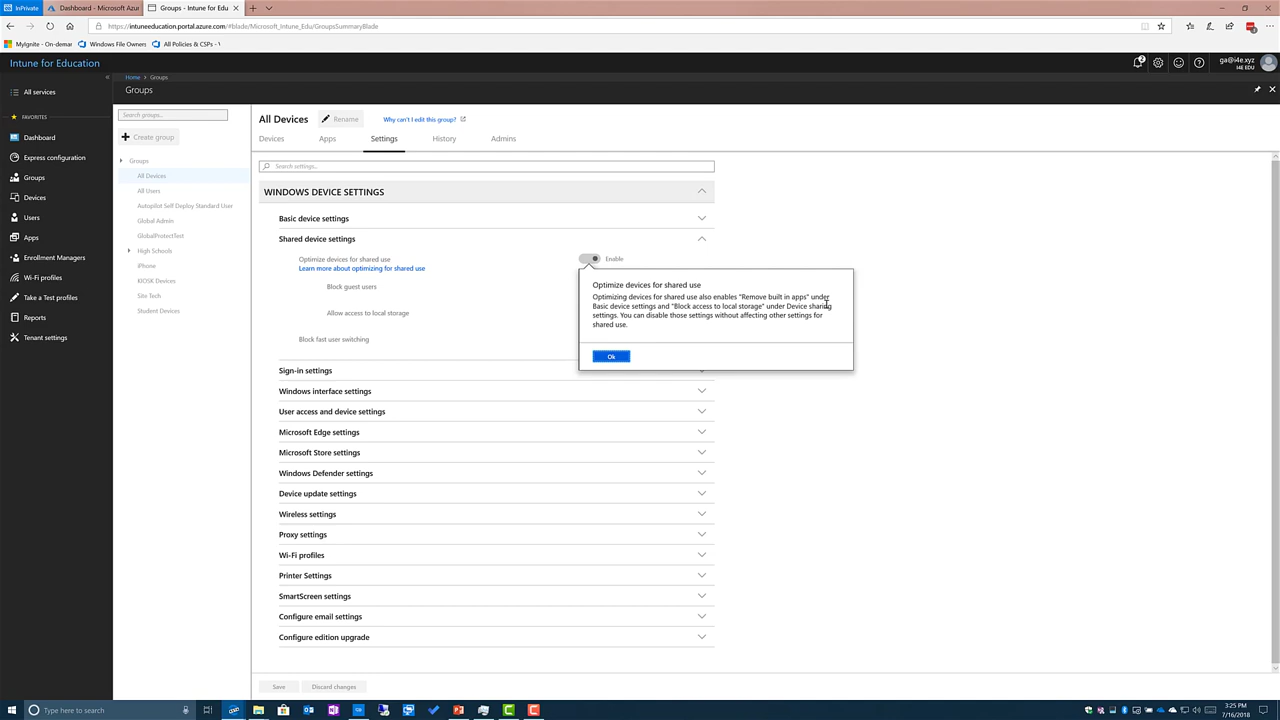 InPrivate
Dashboard - Microsoft Azur
Groups - Intune for Edu
https://intuneeducation.portal.azure.com/#blade/Microsoft_Intune_Edu/GroupsSummaryBlade
MyIgnite - On-deman
Windows File Owners
All Policies & CSPs - V
Intune for Education
2
ga@i4e.xyz
I4E EDU
All services
FAVORITES
Dashboard
Express configuration
Groups
Devices
Users
Apps
Enrollment Managers
Wi-Fi profiles
Take a Test profiles
Reports
Tenant settings
Home > Groups
Groups
Search groups...
Create group
Groups
All Devices
All Users
Autopilot Self Deploy Standard User
Global Admin
GlobalProtectTest
High Schools
iPhone
KIOSK Devices
Site Tech
Student Devices
All Devices
Rename
Why can't I edit this group?
Devices
Apps
Settings
History
Admins
Search settings...
WINDOWS DEVICE SETTINGS
Basic device settings
Shared device settings
Optimize devices for shared use
Enable
Learn more about optimizing for shared use
Block guest users
Allow access to local storage
Block fast user switching
Optimize devices for shared use
Optimizing devices for shared use also enables "Remove built in apps" under
Basic device settings and "Block access to local storage" under Device sharing
settings. You can disable those settings without affecting other settings for
shared use.
Ok
Sign-in settings
Windows interface settings
User access and device settings
Microsoft Edge settings
Microsoft Store settings
Windows Defender settings
Device update settings
Wireless settings
Proxy settings
Wi-Fi profiles
Printer Settings
SmartScreen settings
Configure email settings
Configure edition upgrade
Save
Discard changes
Type here to search
3:25 PM
7/16/2018